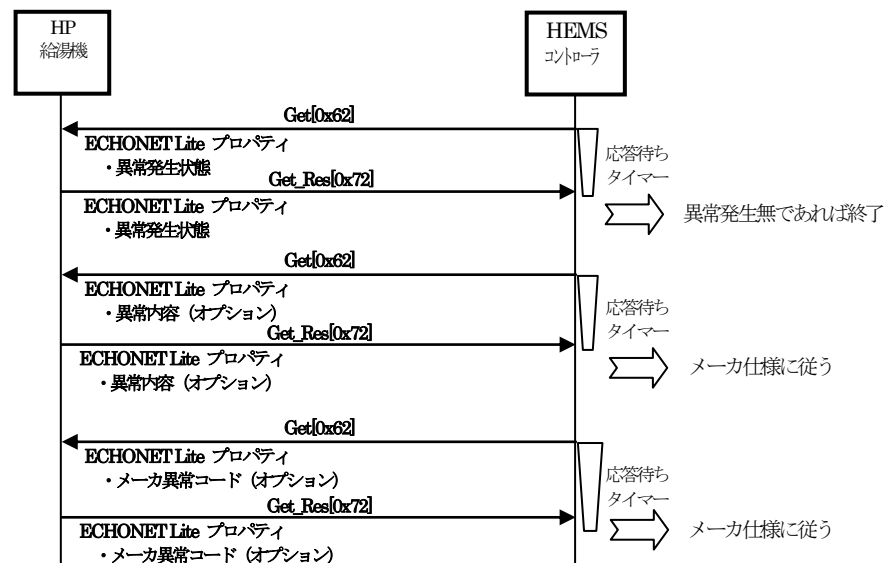 HP
給湯機
HEMS
コントローラ
Get[0x62]
ECHONET Lite プロパティ
・異常発生状態
応答待ち
タイマー
Get_Res[0x72]
ECHONET Lite プロパティ
・異常発生状態
異常発生無であれば終了
Get[0x62]
ECHONET Lite プロパティ
・異常内容（オプション）
応答待ち
タイマー
Get_Res[0x72]
ECHONET Lite プロパティ
・異常内容（オプション）
メーカ仕様に従う
Get[0x62]
ECHONET Lite プロパティ
・メーカ異常コード（オプション）
応答待ち
タイマー
Get_Res[0x72]
ECHONET Lite プロパティ
・メーカ異常コード（オプション）
メーカ仕様に従う